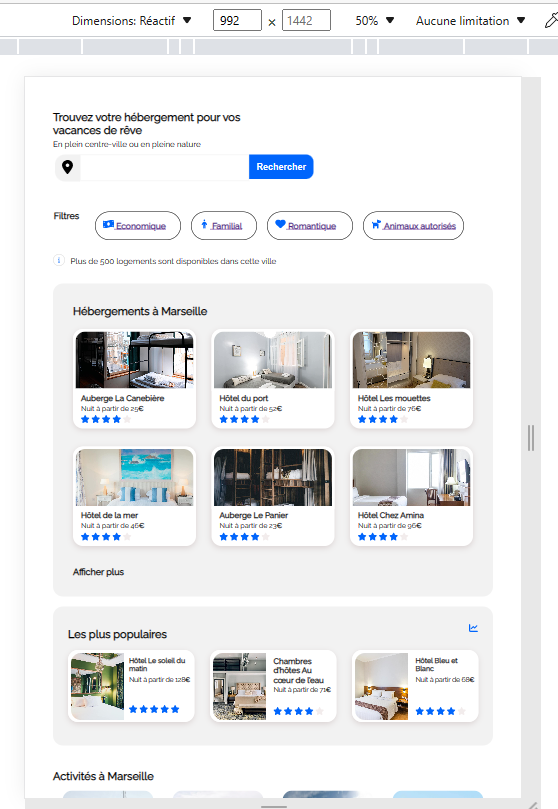 Dimensions: Réactif ▼ 992 × 1442 50% ▼ Aucune limitation ▼
Trouvez votre hébergement pour vos
vacances de rêve
En plein centre-ville ou en pleine nature
Rechercher
Filtres Economique Familial Romantique Animaux autorisés
Plus de 500 logements sont disponibles dans cette ville
Hébergements à Marseille
Auberge La Canebière
Nuit à partir de 25€
Hôtel du port
Nuit à partir de 52€
Hôtel Les mouettes
Nuit à partir de 76€
Hôtel de la mer
Nuit à partir de 46€
Auberge Le Panier
Nuit à partir de 23€
Hôtel Chez Amina
Nuit à partir de 96€
Afficher plus
Les plus populaires
Hôtel Le soleil du
matin
Nuit à partir de 128€
Chambres
d'hôtes Au
cœur de l'eau
Nuit à partir de 71€
Hôtel Bleu et
Blanc
Nuit à partir de 68€
Activités à Marseille